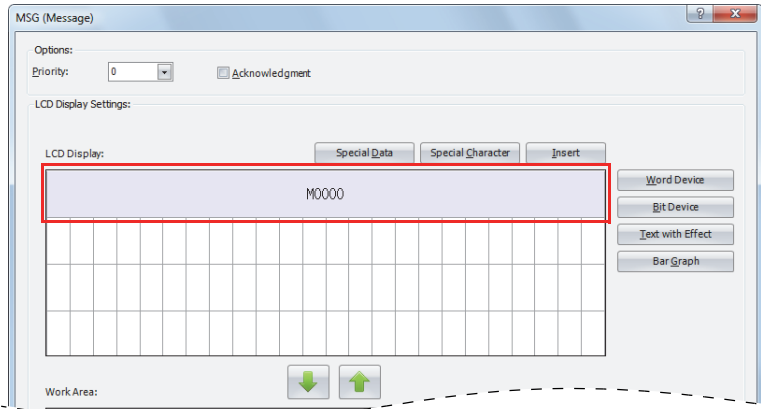 MSG (Message)
Options:
Priority: 0 Acknowledgment
LCD Display Settings:
LCD Display: Special Data Special Character Insert
M0000
Word Device
Bit Device
Text with Effect
Bar Graph
Work Area: